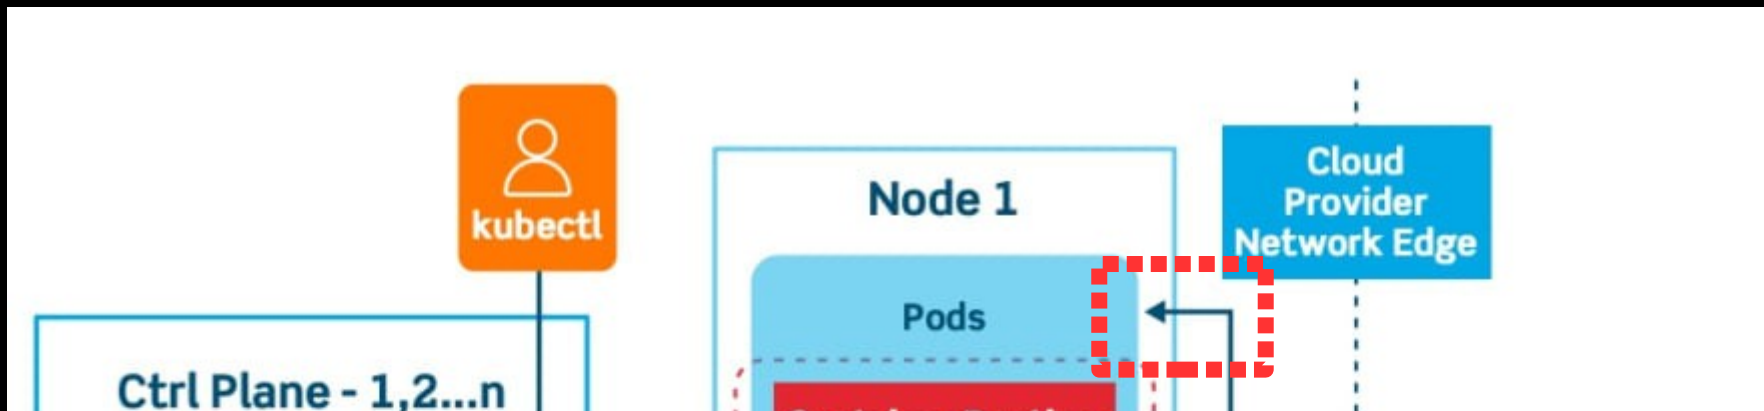 kubectl
Node 1
Cloud
Provider
Network Edge
Pods
Ctrl Plane - 1,2...n